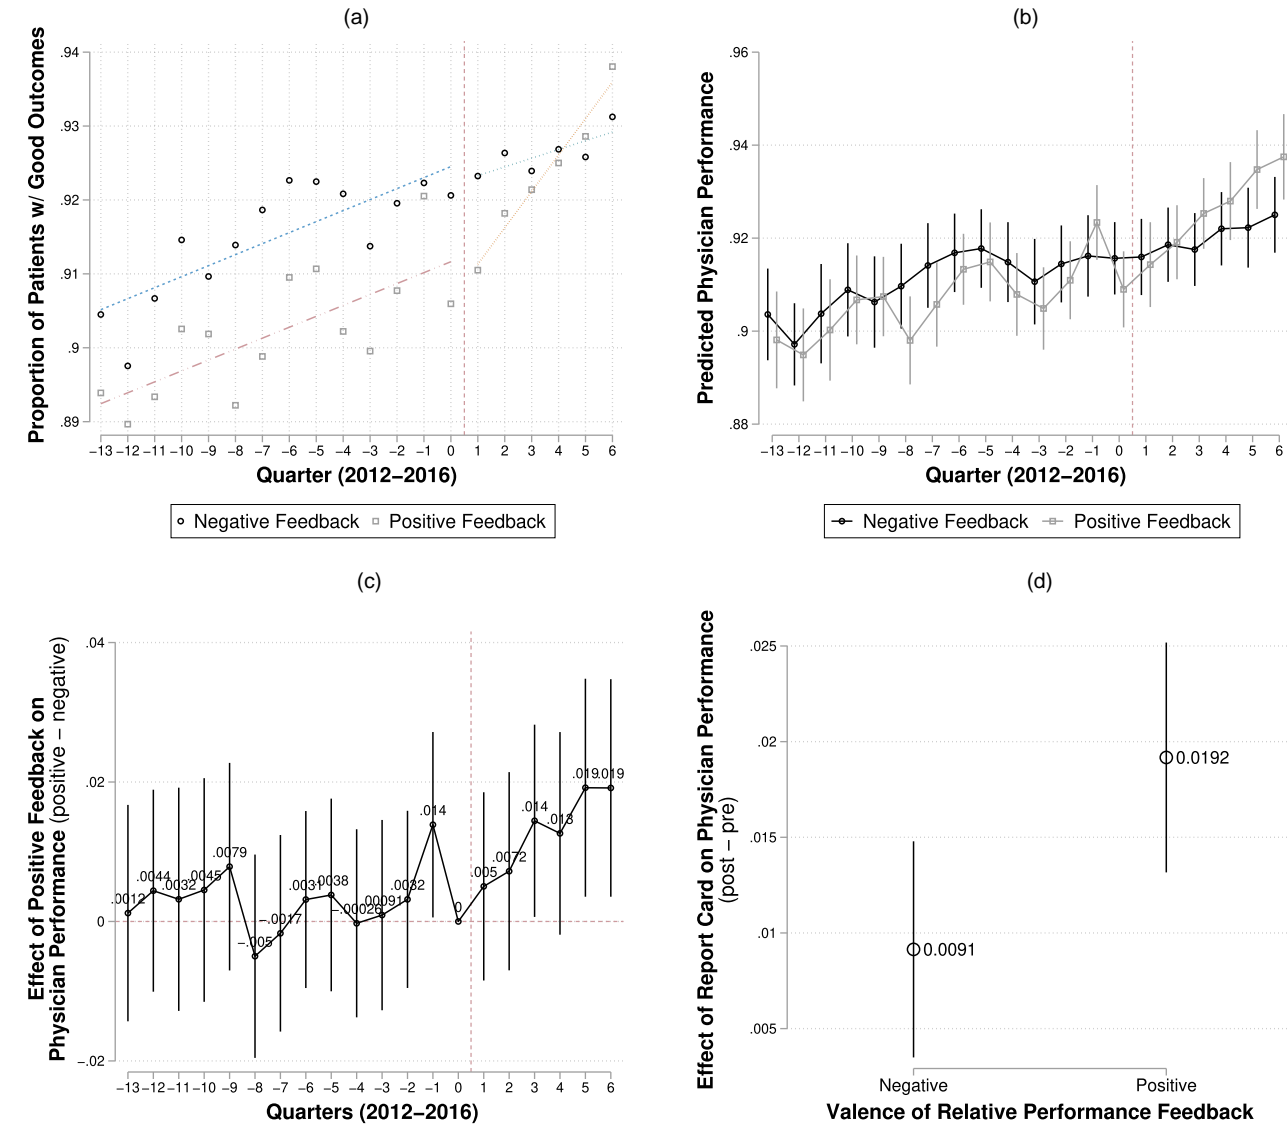 (a)
Proportion of Patients w/ Good Outcomes
.94
.93
.92
.91
.9
.89
−13 −12 −11 −10 −9 −8 −7 −6 −5 −4 −3 −2 −1 0 1 2 3 4 5 6
Quarter (2012−2016)
Negative Feedback Positive Feedback
(b)
Predicted Physician Performance
.96
.94
.92
.9
.88
−13 −12 −11 −10 −9 −8 −7 −6 −5 −4 −3 −2 −1 0 1 2 3 4 5 6
Quarter (2012−2016)
Negative Feedback Positive Feedback
(c)
Effect of Positive Feedback on
Physician Performance (positive − negative)
.04
.02
0
−.02
.0012 .0044 .0032 .0045 .0079 −.005 −.0017 .0031 .0038 −.00026 .00091 .0032 .014 0 .005 .0072 .014 .013 .019 .019
−13 −12 −11 −10 −9 −8 −7 −6 −5 −4 −3 −2 −1 0 1 2 3 4 5 6
Quarters (2012−2016)
(d)
Effect of Report Card on Physician Performance
(post − pre)
.025
.02
.015
.01
.005
0.0091
0.0192
Negative Positive
Valence of Relative Performance Feedback